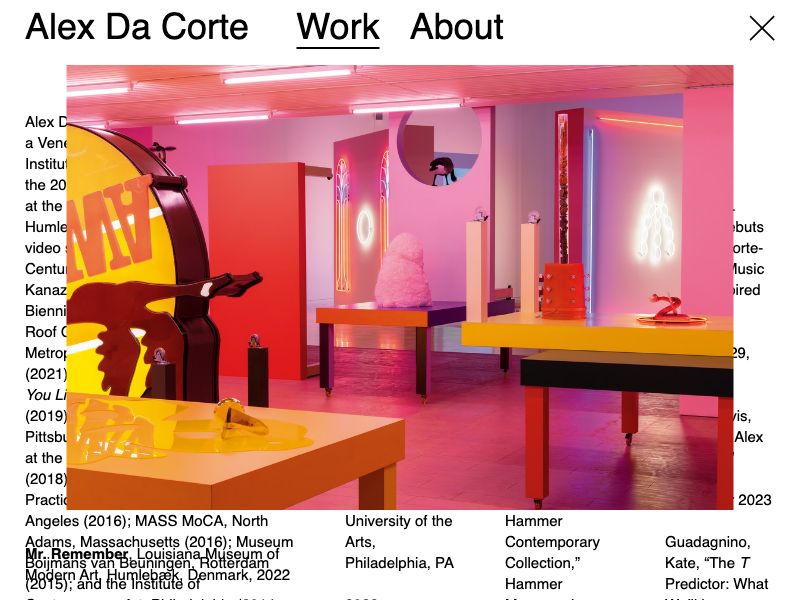 Alex Da Corte Work About
Alex D
a Vene
Institut
the 20
at the
Humle
ebuts
video s
orte-
Centur
Music
Kanaz
pired
Bienni
Roof G
Metrop
29,
(2021)
You Li
(2019)
vis,
Pittsbu
Alex
at the
(2018)
Practic
r 2023
Angeles (2016); MASS MoCA, North
University of the
Hammer
Adams, Massachusetts (2016); Museum
Arts,
Contemporary
Guadagnino,
Mr. Remember, Louisiana Museum of
Boijmans van Beuningen, Rotterdam
Philadelphia, PA
Collection,”
Kate, “The T
Modern Art, Humlebæk, Denmark, 2022
(2015); and the Institute of
Hammer
Predictor: What